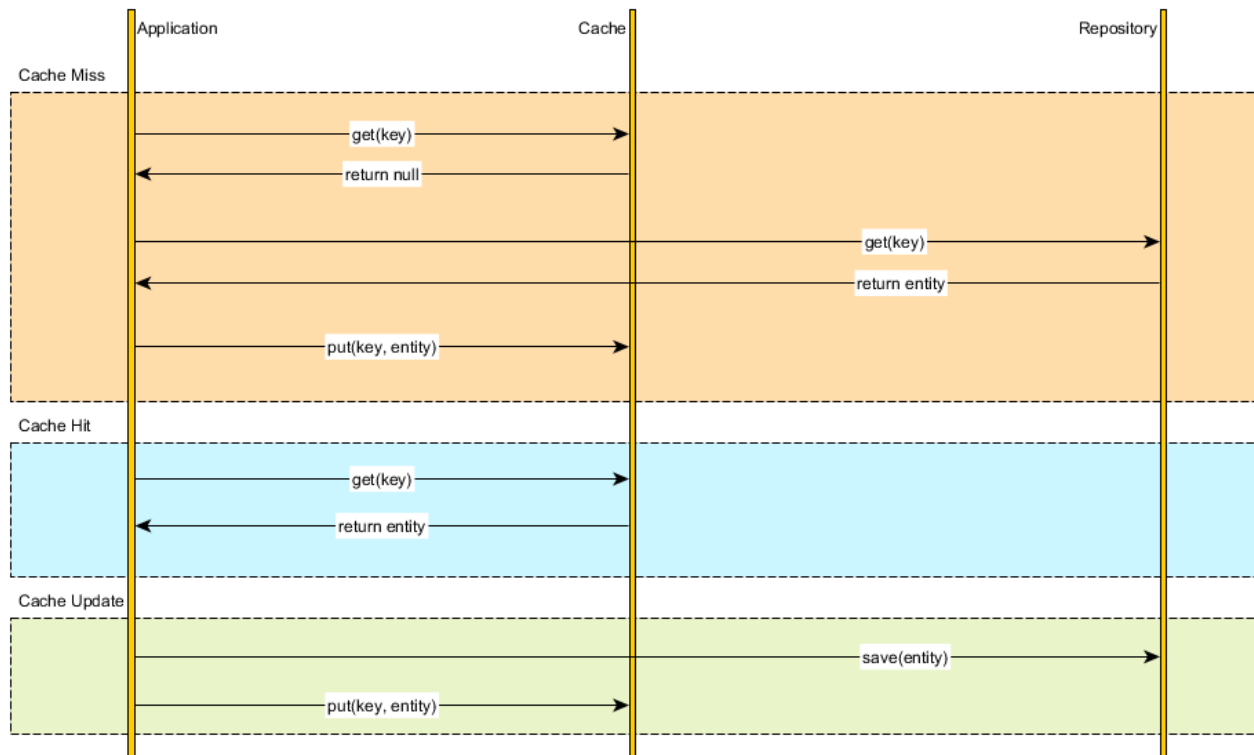 Application
Cache
Repository
Cache Miss
get(key)
return null
get(key)
return entity
put(key, entity)
Cache Hit
get(key)
return entity
Cache Update
save(entity)
put(key, entity)